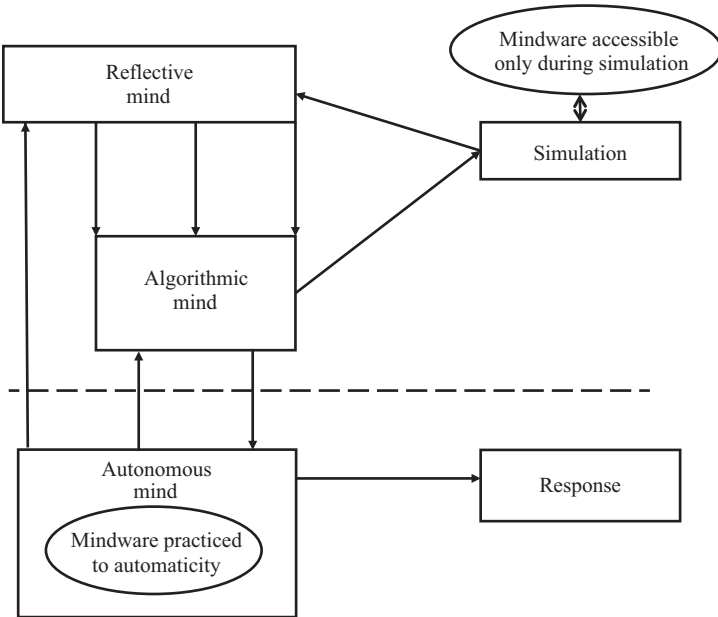 Mindware accessible
only during simulation
Reflective
mind
Simulation
Algorithmic
mind
Autonomous
mind
Mindware practiced
to automaticity
Response